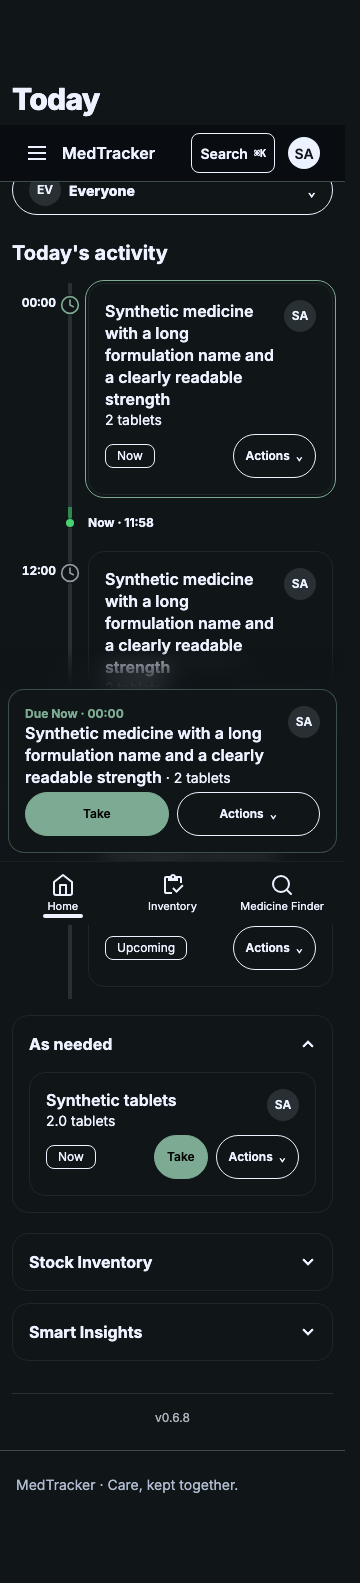 Today
MedTracker
Search ⌘K
SA
EV
Everyone
Today's activity
00:00
Synthetic medicine
with a long
formulation name and
a clearly readable
strength
SA
2 tablets
Now
Actions
Now · 11:58
12:00
Synthetic medicine
with a long
formulation name and
a clearly readable
strength
SA
Due Now · 00:00
Synthetic medicine with a long
formulation name and a clearly
readable strength · 2 tablets
SA
Take
Actions
Home
Inventory
Medicine Finder
Upcoming
Actions
As needed
Synthetic tablets
2.0 tablets
SA
Now
Take
Actions
Stock Inventory
Smart Insights
v0.6.8
MedTracker · Care, kept together.